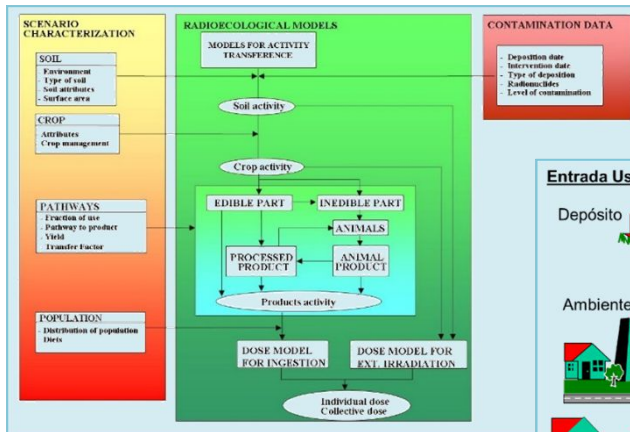 SCENARIO
CHARACTERIZATION
SOIL
- Environment
- Type of soil
- Soil attributes
- Surface area
CROP
Attributes
Crop management
PATHWAYS
- Fraction of use
- Pathway to product
- Yield
Transfer Factor
POPULATION
- Distribution of population
Diets
RADIOECOLOGICAL MODELS
MODELS FOR ACTIVITY
TRANSFERENCE
Soil activity
Crop activity
EDIBLE PART
INEDIBLE PART
ANIMALS
PROCESSED
PRODUCT
ANIMAL
PRODUCT
Products activity
DOSE MODEL
FOR INGESTION
DOSE MODEL FOR
EXT. IRRADIATION
Individual dose
Collective dose
CONTAMINATION DATA
- Deposition date
- Intervention date
- Type of deposition
- Radionuclides
- Level of contamination
Entrada Us
Depósito
Ambiente